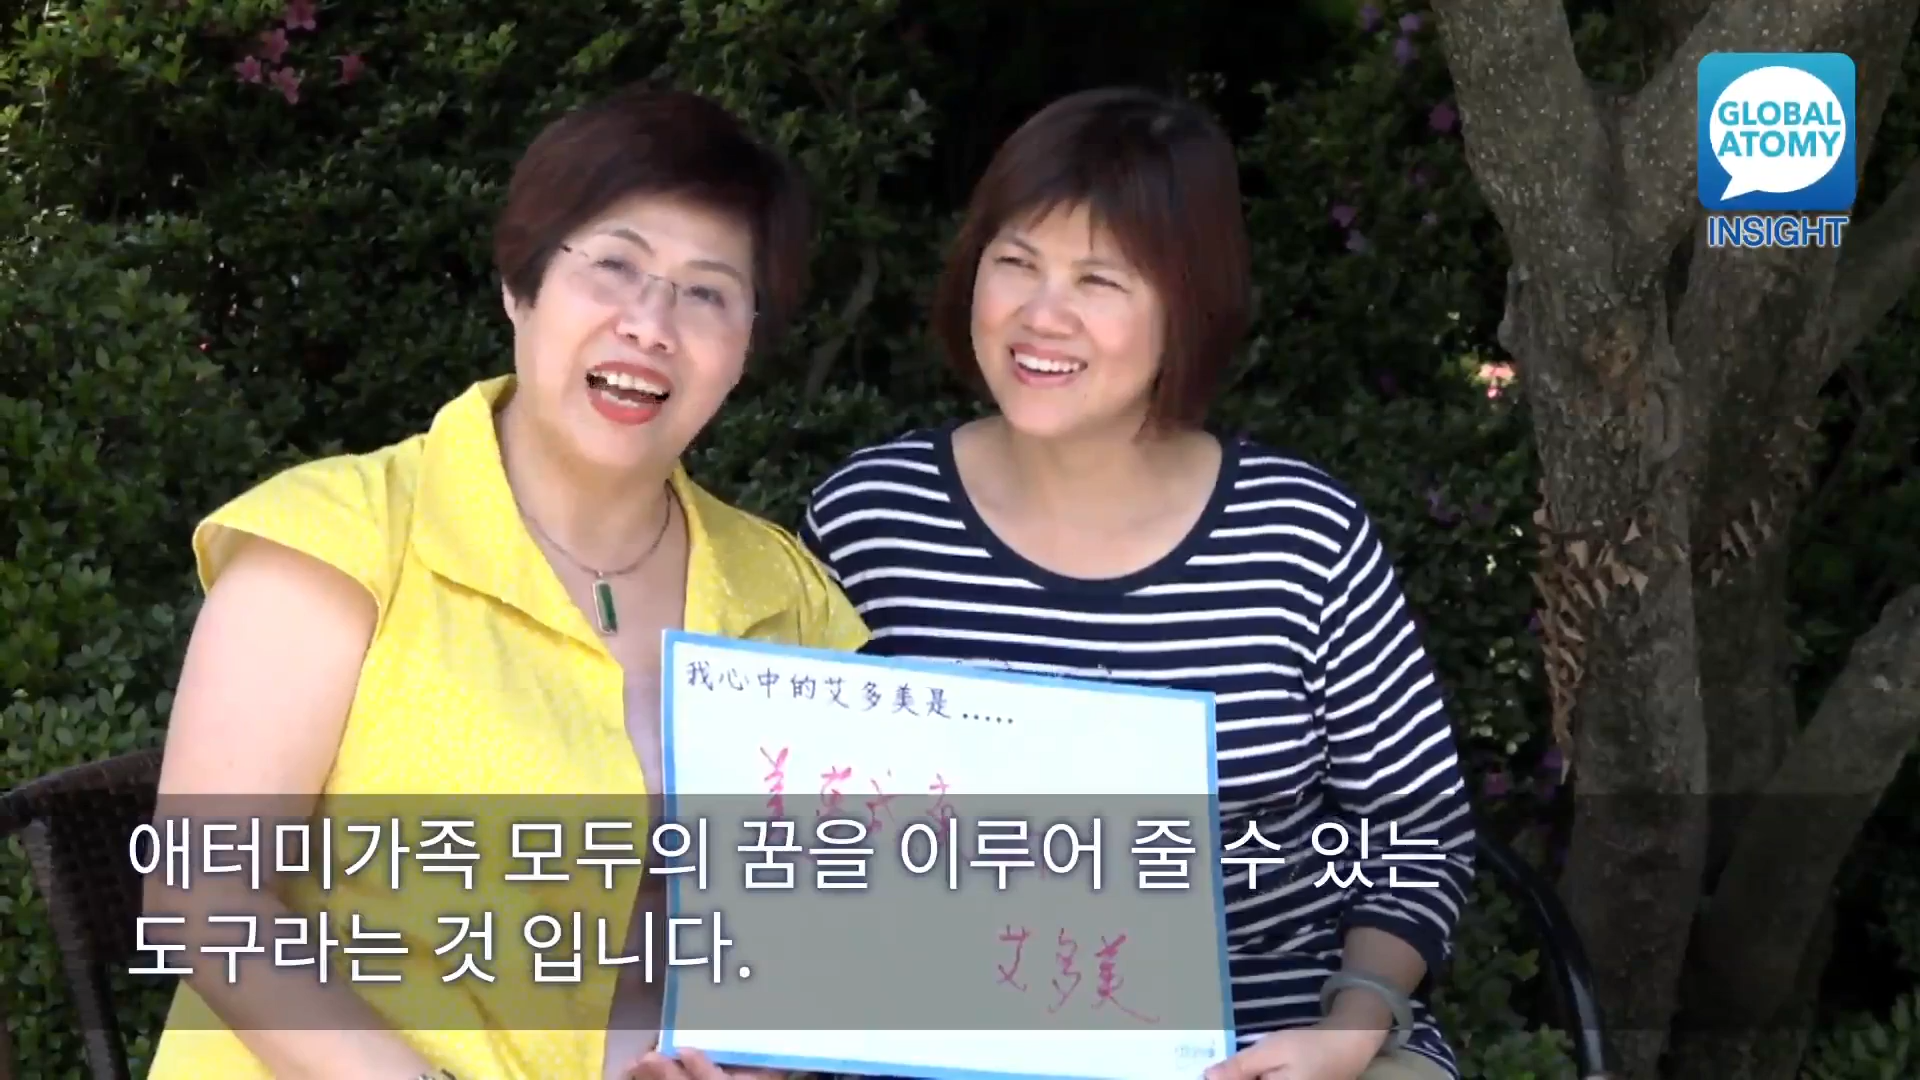 GLOBAL
ATOMY
INSIGHT
我心中的艾多美是.....
艾多美
애터미가족 모두의 꿈을 이루어 줄 수 있는
도구라는 것 입니다.